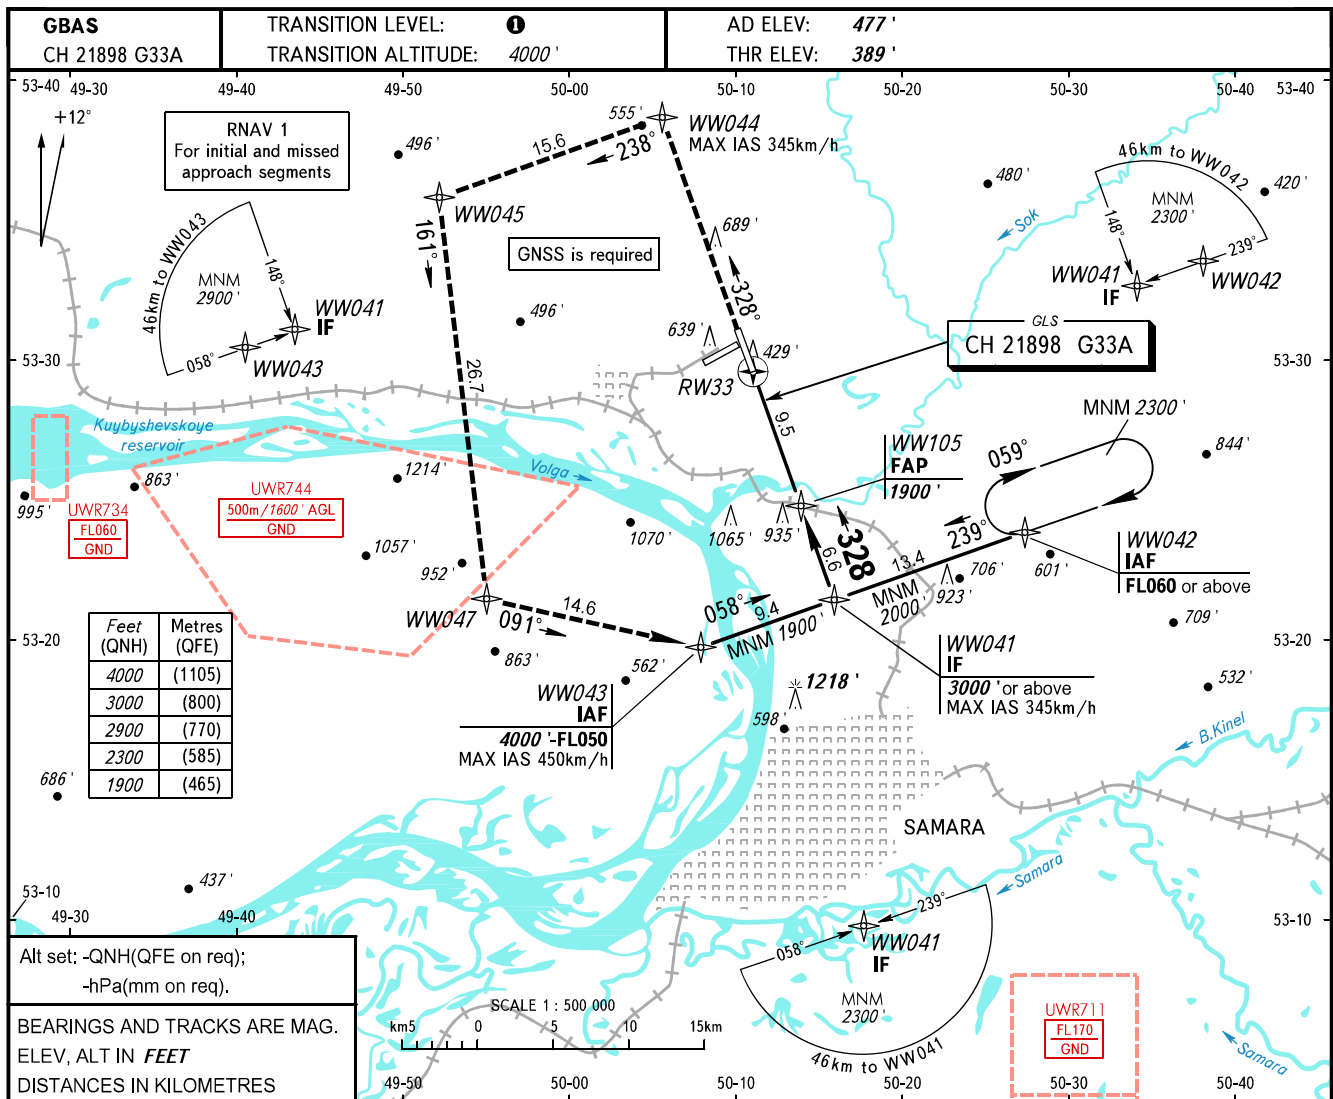 GBAS
CH 21898 G33A
TRANSITION LEVEL: 1
TRANSITION ALTITUDE: 4000 '
AD ELEV: 477 '
THR ELEV: 389 '
53-40 49-30 49-40 49-50 50-00 50-10 50-20 50-30 50-40 53-40
+12°
RNAV 1
For initial and missed
approach segments
496 '
555 '
15.6
238°
WW044
MAX IAS 345km/h
480 '
46km to WW042
MNM
2300 '
420 '
148°
239°
WW041
IF
WW042
Sok
46km to WW043
MNM
2900 '
148°
WW041
IF
058°
WW043
WW045
161°
GNSS is required
689 '
328°
496 '
639 '
429 '
RW33
GLS
CH 21898 G33A
53-30
53-30
26.7
9.5
MNM 2300 '
059°
844 '
WW105
FAP
1900 '
Kuybyshevskoye
reservoir
Volga
863 '
1214 '
995 '
UWR734
FL060
GND
UWR744
500m/1600 ' AGL
GND
1057 '
952 '
1070 '
1065 '
935 '
328
6.6
13.4
239°
WW042
IAF
FL060 or above
601 '
706 '
923 '
MNM
2000 '
709 '
WW047
091°
14.6
058°
9.4
MNM 1900 '
53-20
53-20
863 '
562 '
WW041
IF
3000 ' or above
MAX IAS 345km/h
532 '
WW043
IAF
4000 '-FL050
MAX IAS 450km/h
1218 '
598 '
Feet Metres
(QNH) (QFE)
4000 (1105)
3000 (800)
2900 (770)
2300 (585)
1900 (465)
686 '
B.Kinel
SAMARA
437 '
Samara
53-10
49-30 49-40
53-10
239°
058°
WW041
IF
MNM
2300 '
46km to WW041
Alt set: -QNH(QFE on req);
-hPa(mm on req).
BEARINGS AND TRACKS ARE MAG.
ELEV, ALT IN FEET
DISTANCES IN KILOMETRES
SCALE 1 : 500 000
km5 0 5 10 15km
UWR711
FL170
GND
Samara
49-50 50-00 50-10 50-20 50-30 50-40